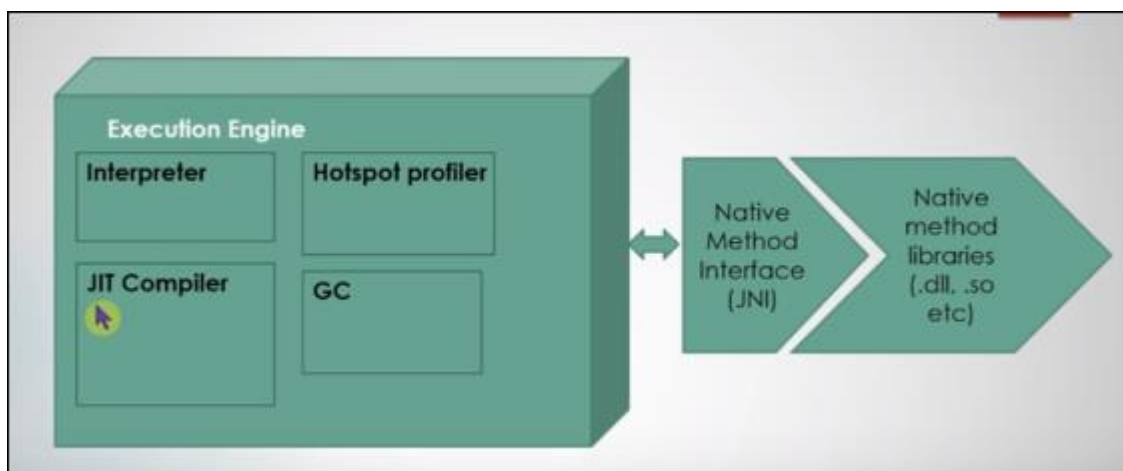 Execution Engine
Interpreter
Hotspot profiler
JIT Compiler
GC
Native
Method
Interface
(JNI)
Native
method
libraries
(.dll, .so
etc)